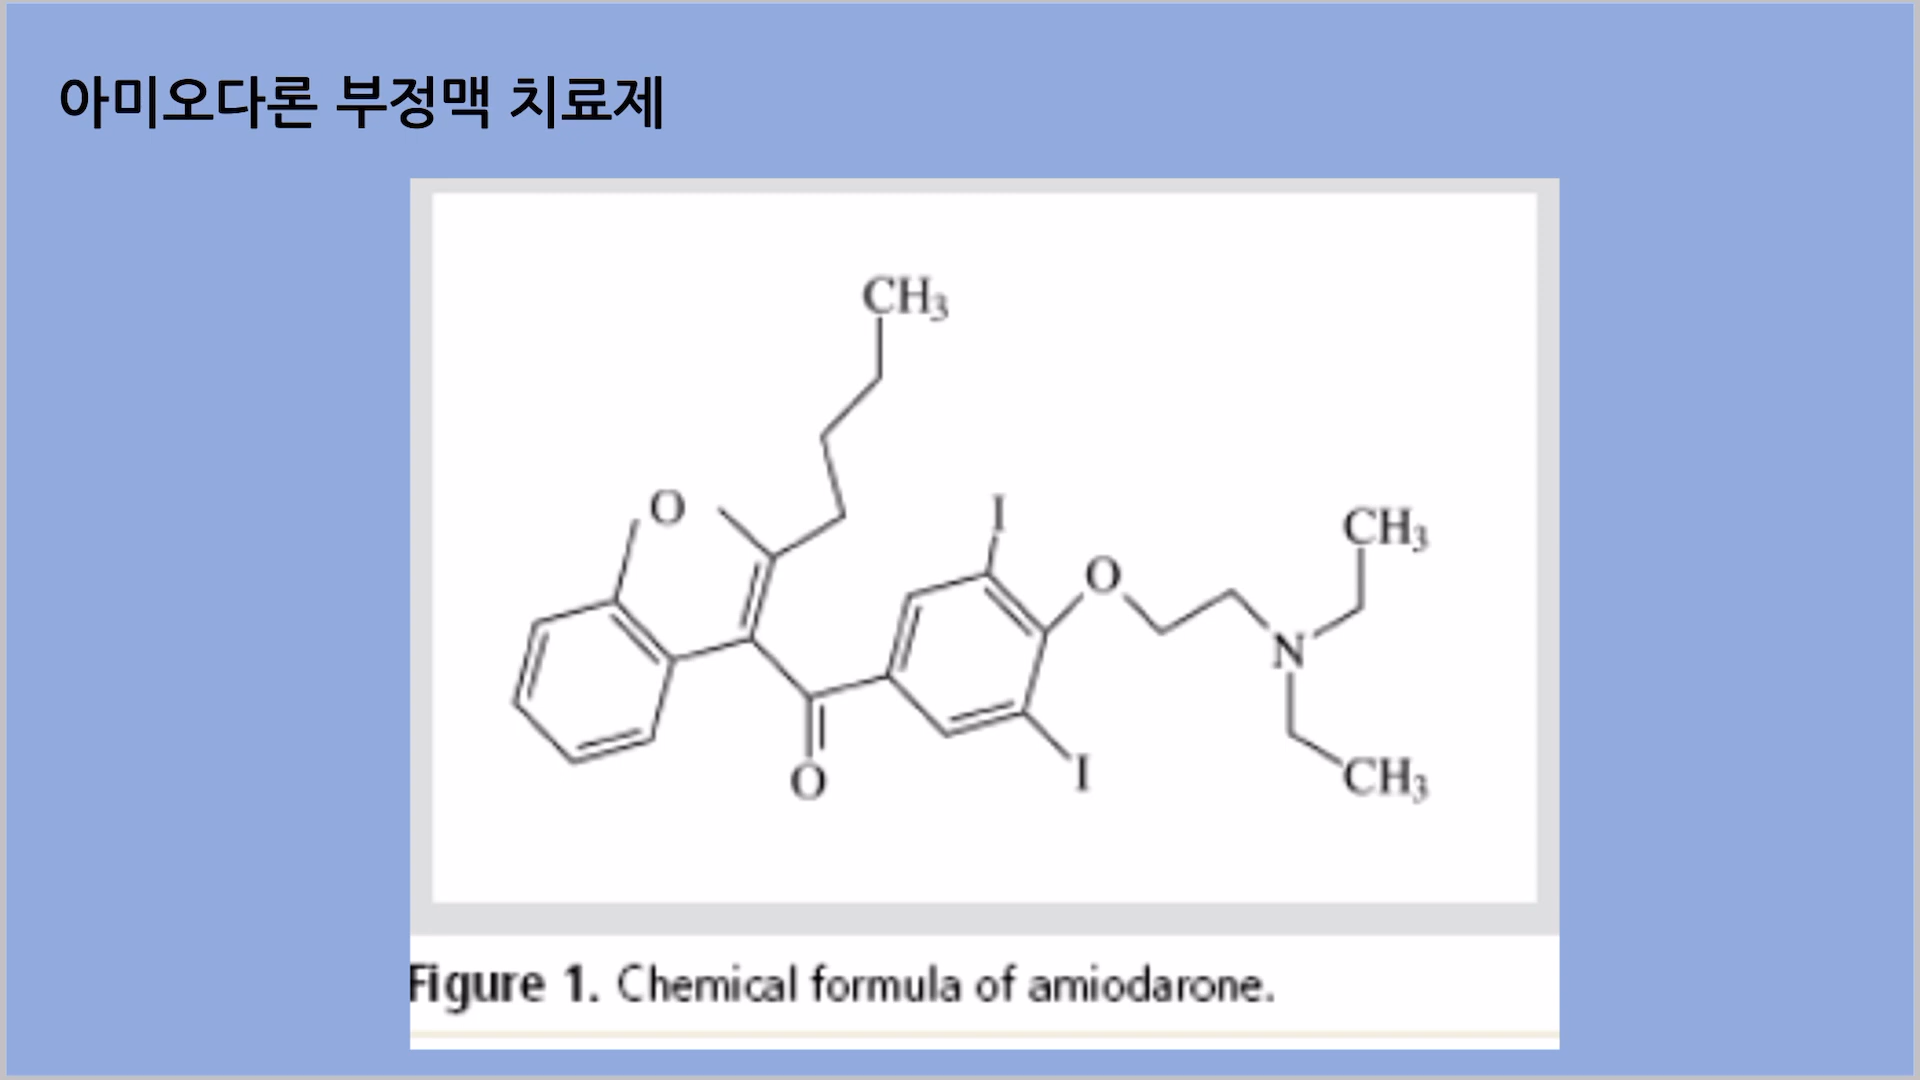 아미오다론 부정맥 치료제
CH3
O
I
O
CH3
N
O
I
CH3
Figure 1. Chemical formula of amiodarone.